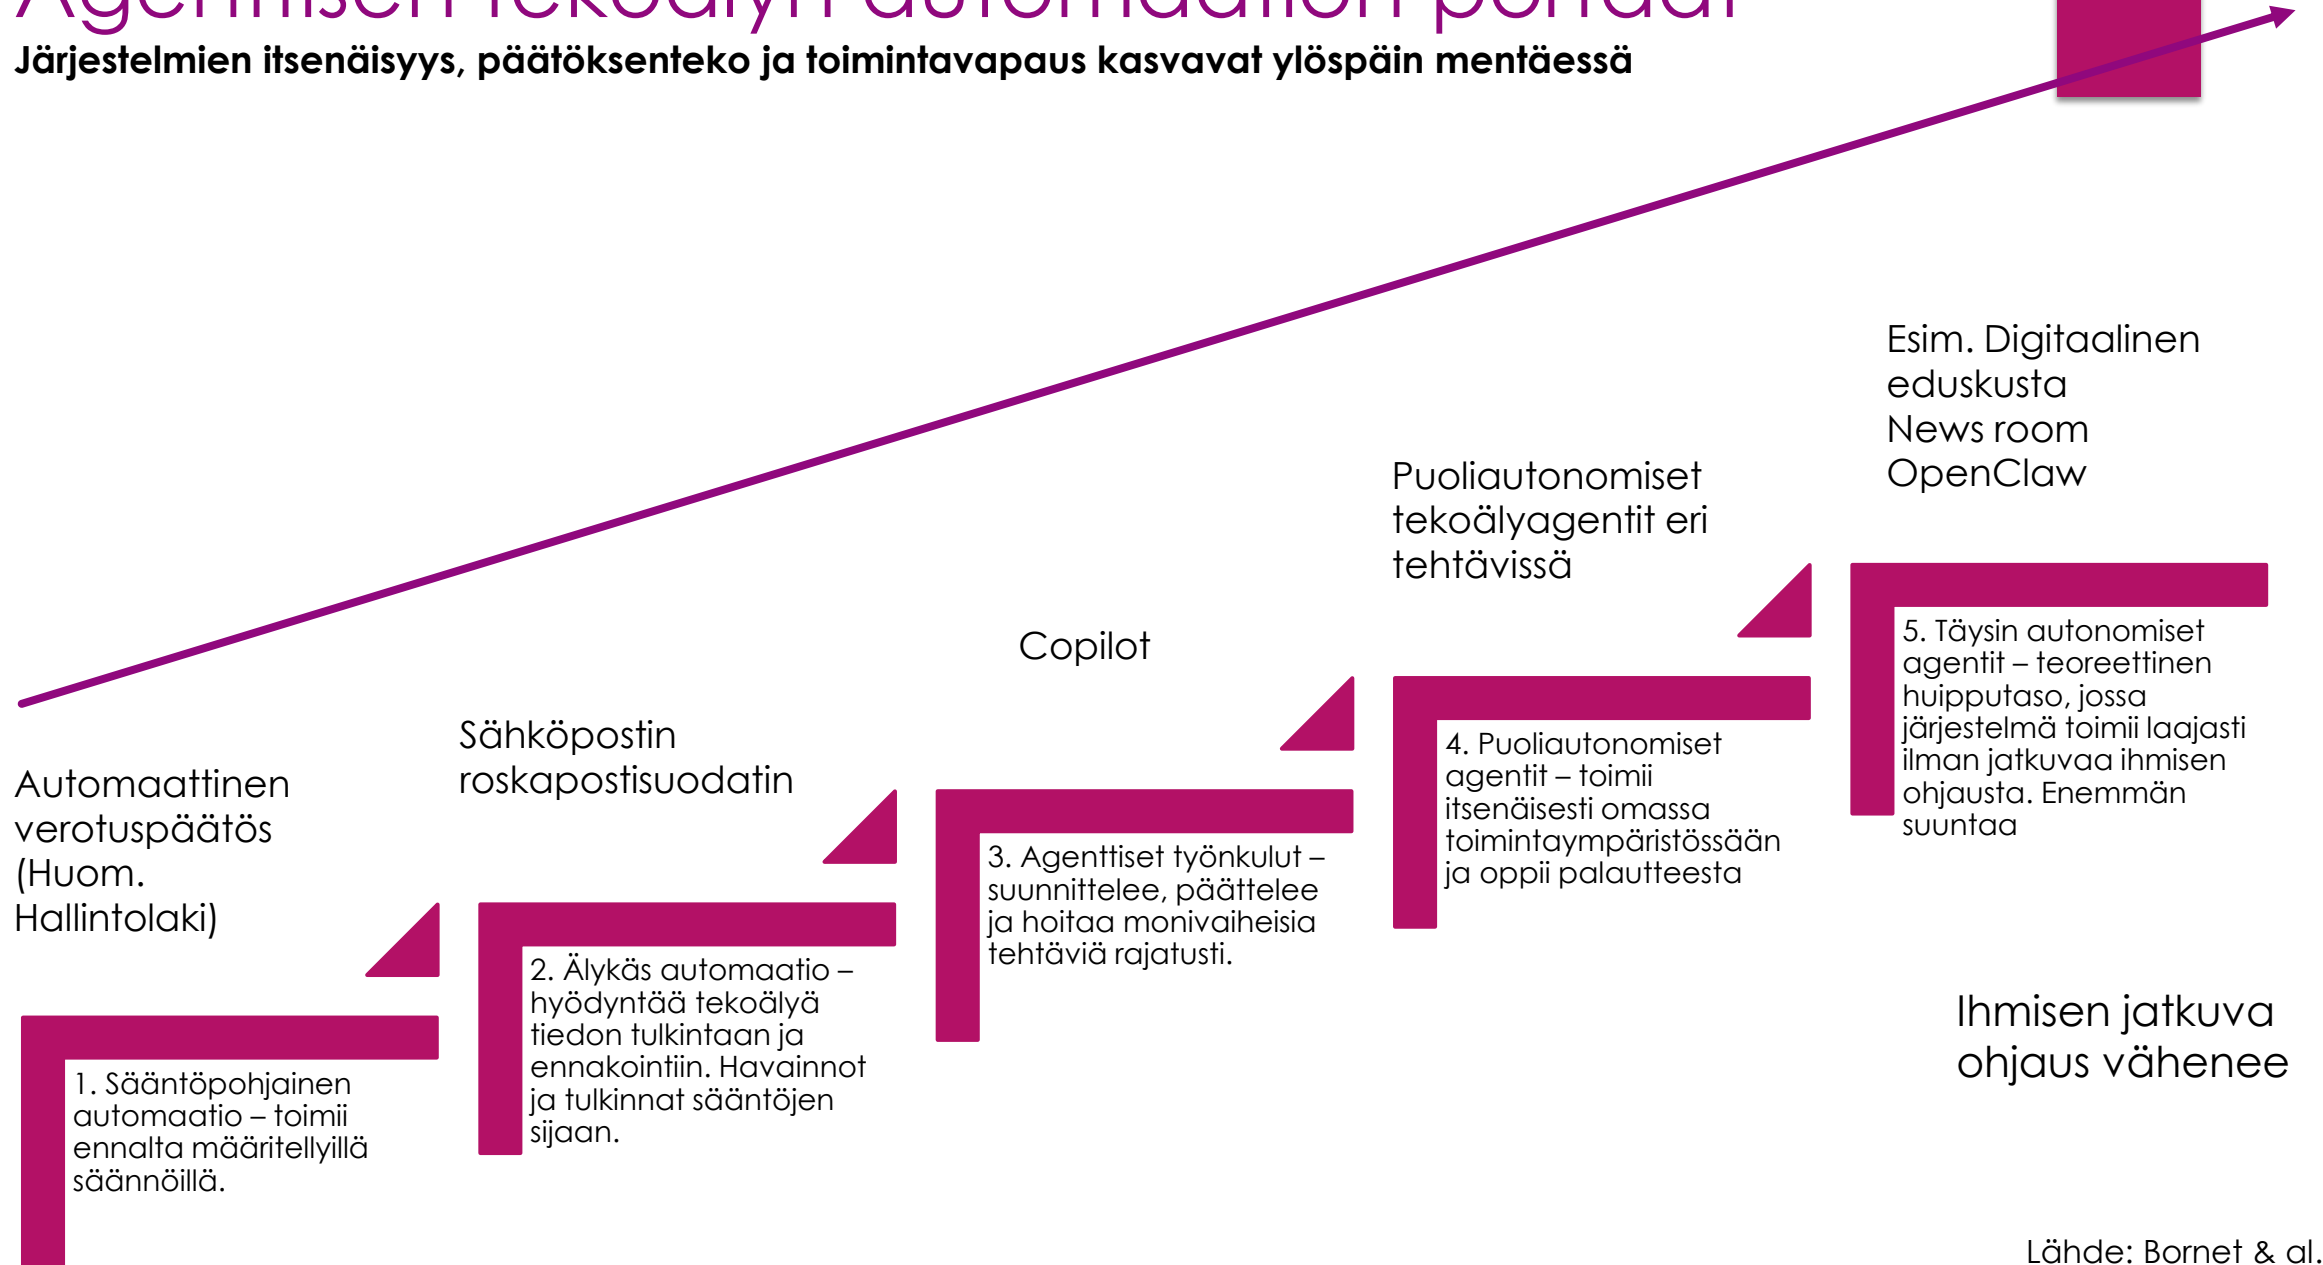 Agenttisen tekoälyn automaation portaat
Järjestelmien itsenäisyys, päätöksenteko ja toimintavapaus kasvavat ylöspäin mentäessä
Automaattinen
verotuspäätös
(Huom.
Hallintolaki)
1. Sääntöpohjainen
automaatio – toimii
ennalta määritellyillä
säännöillä.
Sähköpostin
roskapostisuodatin
2. Älykäs automaatio –
hyödyntää tekoälyä
tiedon tulkintaan ja
ennakointiin. Havainnot
ja tulkinnat sääntöjen
sijaan.
Copilot
3. Agenttiset työnkulut –
suunnittelee, päättelee
ja hoitaa monivaiheisia
tehtäviä rajatusti.
Puoliautonomiset
tekoälyagentit eri
tehtävissä
4. Puoliautonomiset
agentit – toimii
itsenäisesti omassa
toimintaympäristössään
ja oppii palautteesta
Esim. Digitaalinen
eduskusta
News room
OpenClaw
5. Täysin autonomiset
agentit – teoreettinen
huipputaso, jossa
järjestelmä toimii laajasti
ilman jatkuvaa ihmisen
ohjausta. Enemmän
suuntaa
Ihmisen jatkuva
ohjaus vähenee
Lähde: Bornet & al.